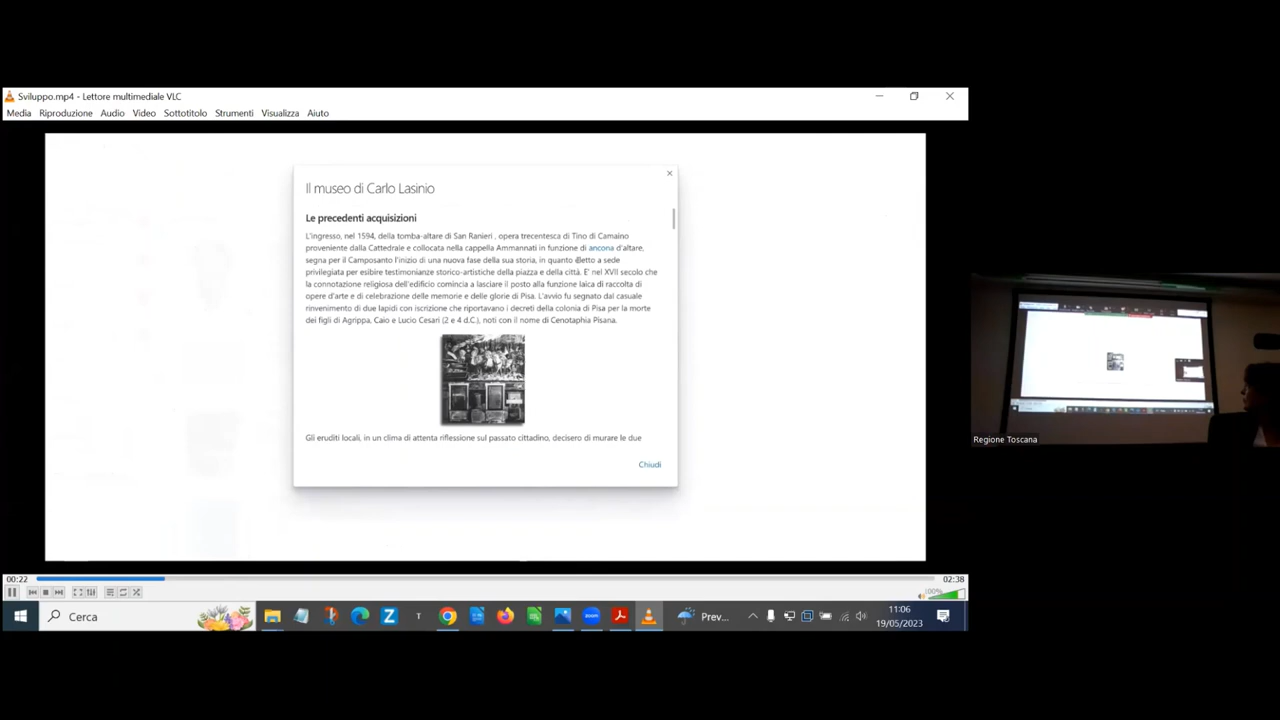 Sviluppo.mp4 - Lettore multimediale VLC
Media Riproduzione Audio Video Sottotitolo Strumenti Visualizza Aiuto
Il museo di Carlo Lasinio
Le precedenti acquisizioni
L'ingresso, nel 1594, della tomba-altare di San Ranieri , opera trecentesca di Tino di Camaino
proveniente dalla Cattedrale e collocata nella cappella Ammannati in funzione di ancona d'altare,
segna per il Camposanto l'inizio di una nuova fase della sua storia, in quanto eletto a sede
privilegiata per esibire testimonianze storico-artistiche della piazza e della città. E' nel XVII secolo che
la connotazione religiosa dell'edificio comincia a lasciare il posto alla funzione laica di raccolta di
opere d'arte e di celebrazione delle memorie e delle glorie di Pisa. L'avvio fu segnato dal casuale
rinvenimento di due lapidi con iscrizione che riportavano i decreti della colonia di Pisa per la morte
dei figli di Agrippa, Caio e Lucio Cesari (2 e 4 d.C.), noti con il nome di Cenotaphia Pisana.
Gli eruditi locali, in un clima di attenta riflessione sul passato cittadino, decisero di murare le due
Chiudi
Regione Toscana
00:22
02:38
100%
Cerca
Prev...
11:06
19/05/2023